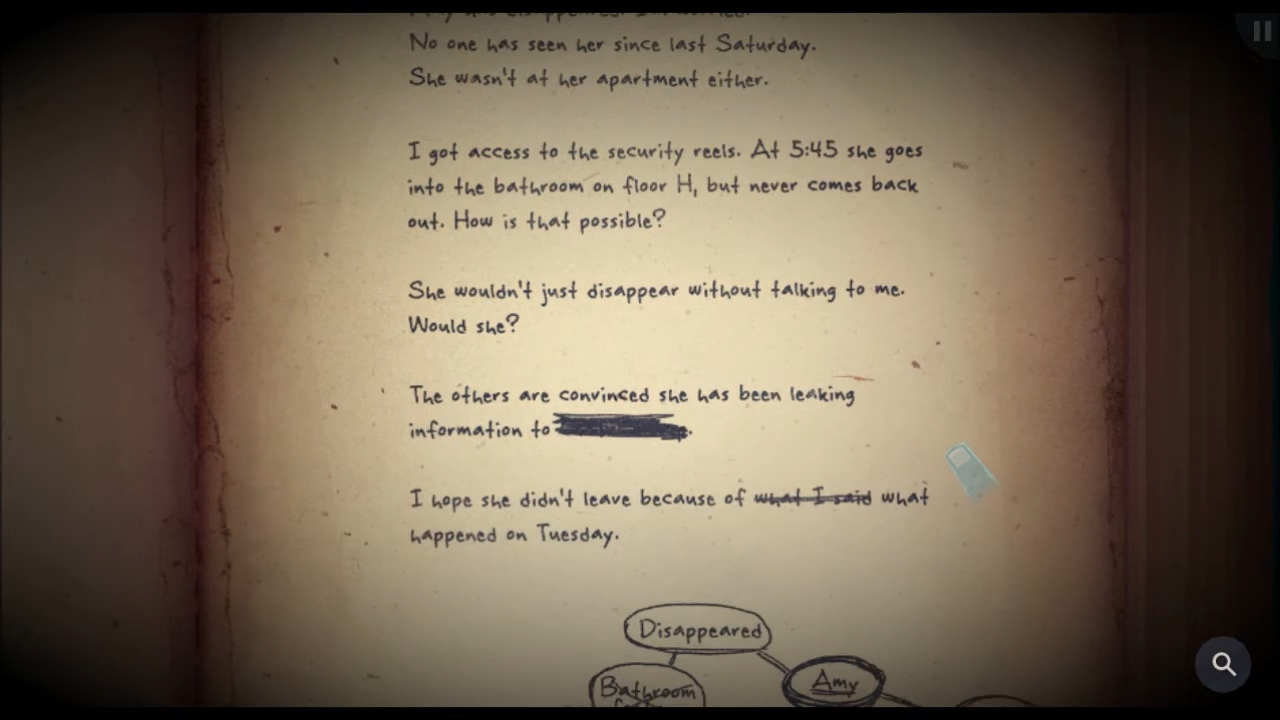 No one has seen her since last Saturday.
She wasn't at her apartment either.
I got access to the security reels. At 5:45 she goes
into the bathroom on floor H, but never comes back
out. How is that possible?
She wouldn't just disappear without talking to me.
Would she?
The others are convinced she has been leaking
information to
I hope she didn't leave because of what I said what
happened on Tuesday.
Disappeared
Amy
Bathroom